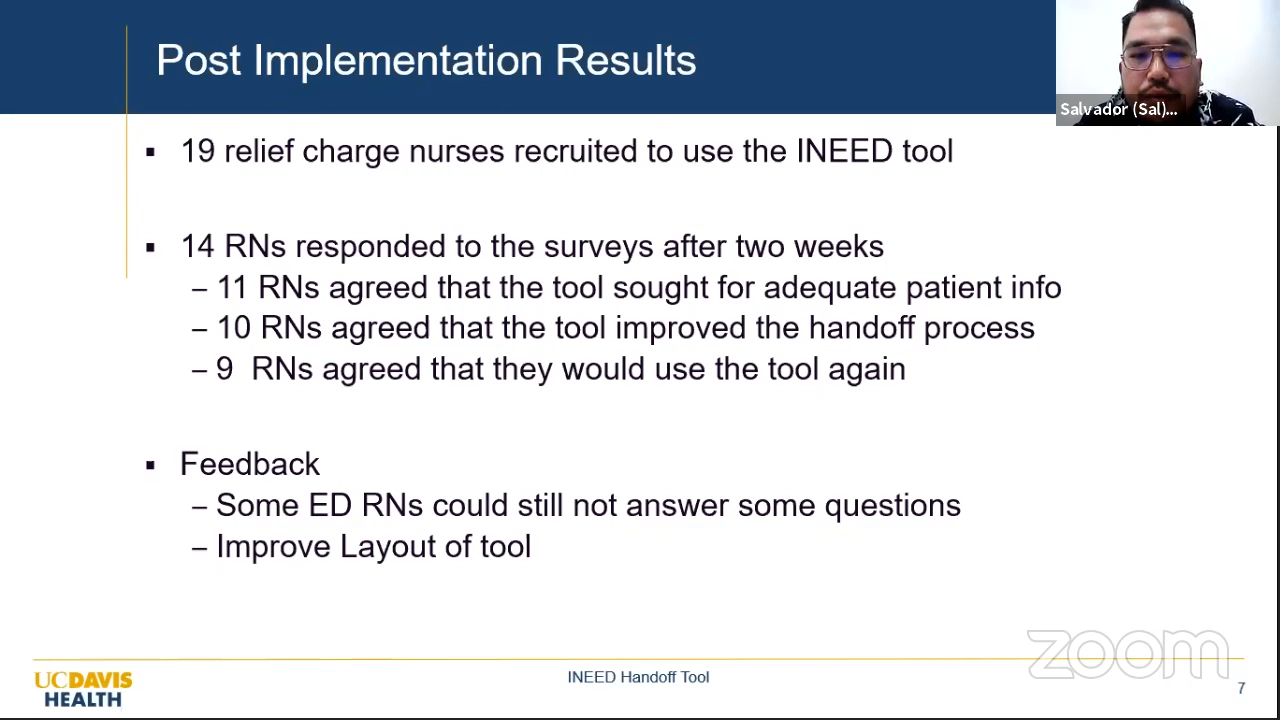 Post Implementation Results
Salvador (Sal)...
▪ 19 relief charge nurses recruited to use the INEED tool
▪ 14 RNs responded to the surveys after two weeks
– 11 RNs agreed that the tool sought for adequate patient info
– 10 RNs agreed that the tool improved the handoff process
– 9 RNs agreed that they would use the tool again
▪ Feedback
– Some ED RNs could still not answer some questions
– Improve Layout of tool
zoom
UCDAVIS
HEALTH
INEED Handoff Tool
7